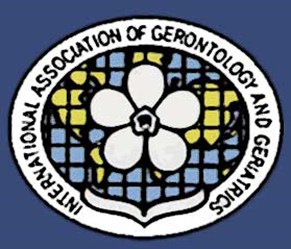 INTERNATIONAL ASSOCIATION OF GERONTOLOGY AND GERIATRICS